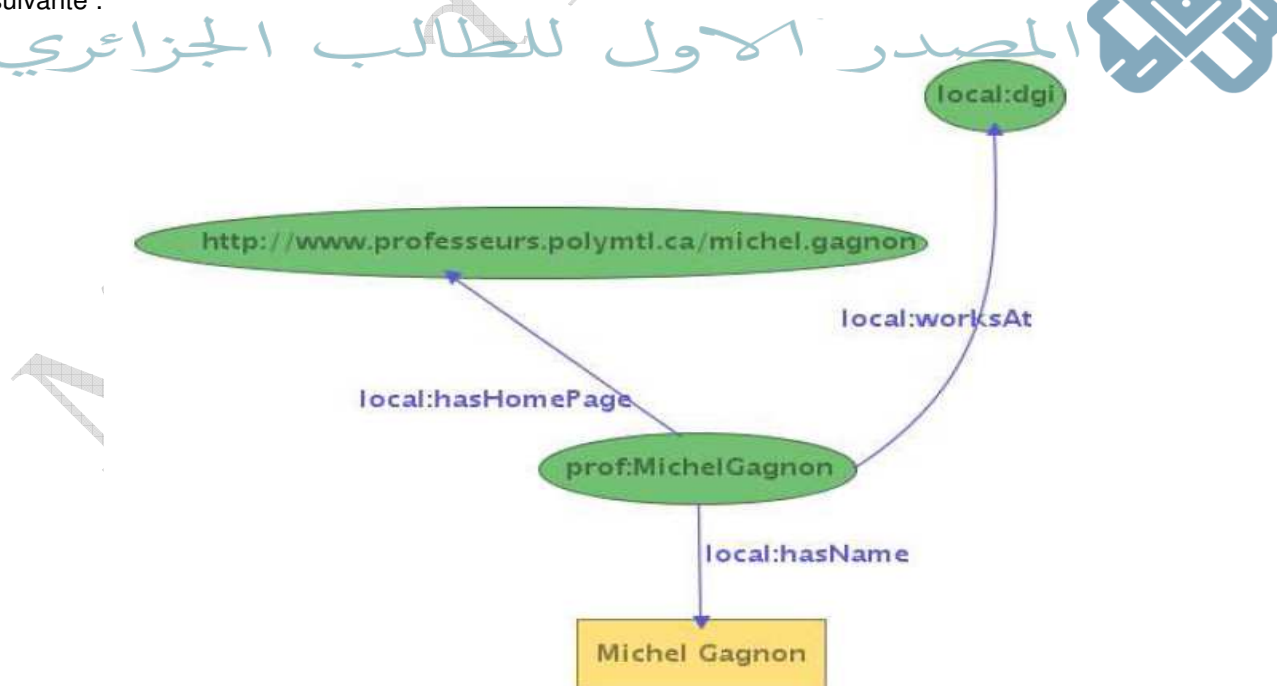 suivante :
المصدر الاول للطالب الجزائري
local:dgi
http://www.professeurs.polymtl.ca/michel.gagnon
local:worksAt
local:hasHomePage
prof:MichelGagnon
local:hasName
Michel Gagnon